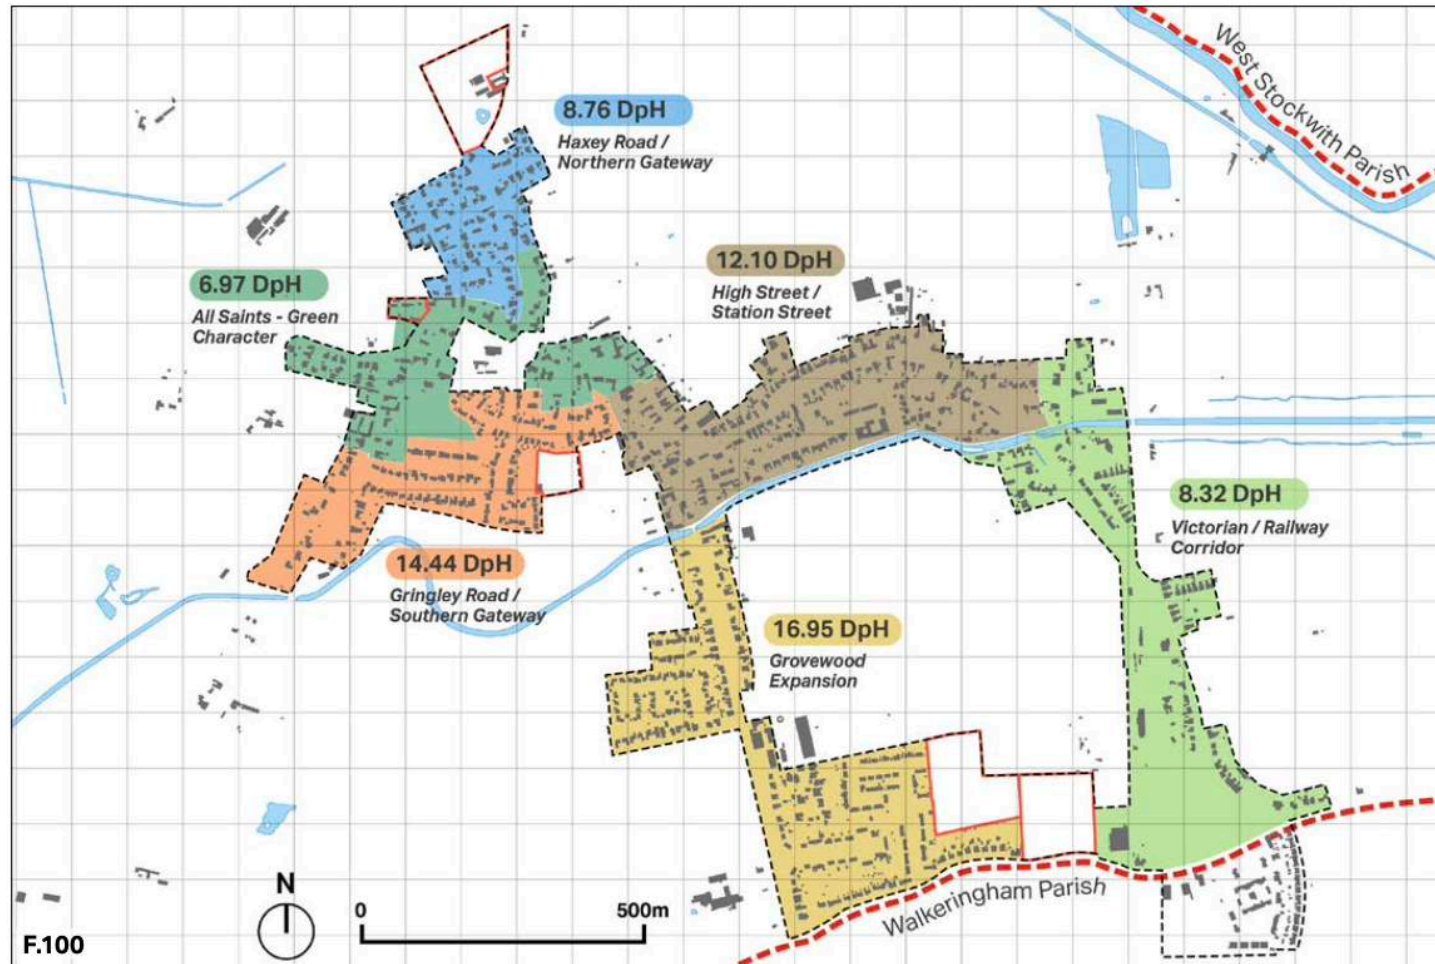 West Stockwith Parish
8.76 DpH
Haxey Road /
Northern Gateway
12.10 DpH
High Street /
Station Street
6.97 DpH
All Saints - Green
Character
8.32 DpH
Victorian / Railway
Corridor
14.44 DpH
Gringley Road /
Southern Gateway
16.95 DpH
Grovewood
Expansion
Walkeringham Parish
N
0
500m
F.100